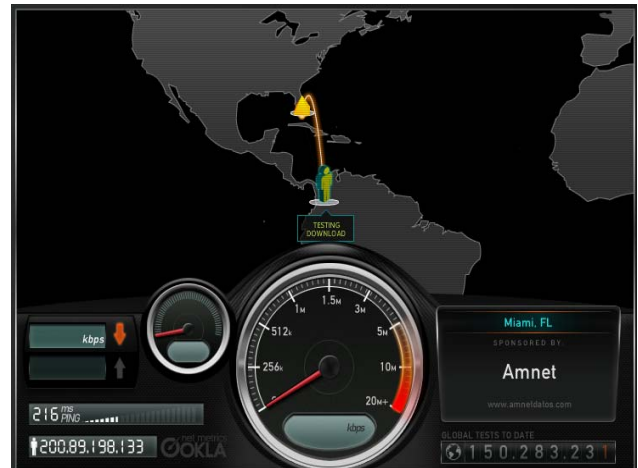 TESTING
DOWNLOAD
1.5M
1M
3M
512k
5M
256k
10M
0
20M+
kbps
kbps
216 ms
PING
200.89.198.133
net metrics
OOKLA
Miami, FL
SPONSORED BY:
Amnet
www.amnetdatos.com
GLOBAL TESTS TO DATE
150.283.231